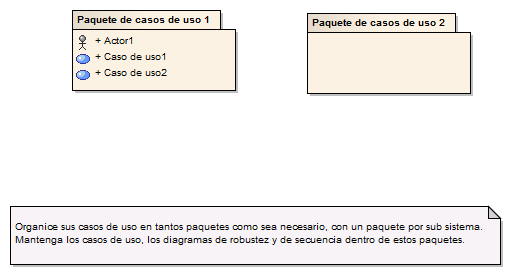 Paquete de casos de uso 1
+ Actor1
+ Caso de uso1
+ Caso de uso2
Paquete de casos de uso 2
Organice sus casos de uso en tantos paquetes como sea necesario, con un paquete por sub sistema.
Mantenga los casos de uso, los diagramas de robustez y de secuencia dentro de estos paquetes.